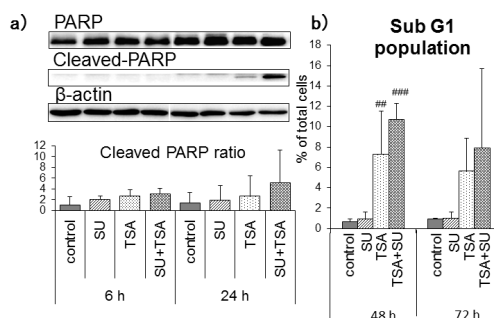 a)
PARP
Cleaved-PARP
β-actin
Cleaved PARP ratio
12
10
8
6
4
2
0
control
SU
TSA
SU+TSA
control
SU
TSA
SU+TSA
6 h
24 h
b)
Sub G1
population
% of total cells
18
16
14
12
10
8
6
4
2
0
##
###
control
SU
TSA
TSA+SU
control
SU
TSA
TSA+SU
48 h
72 h